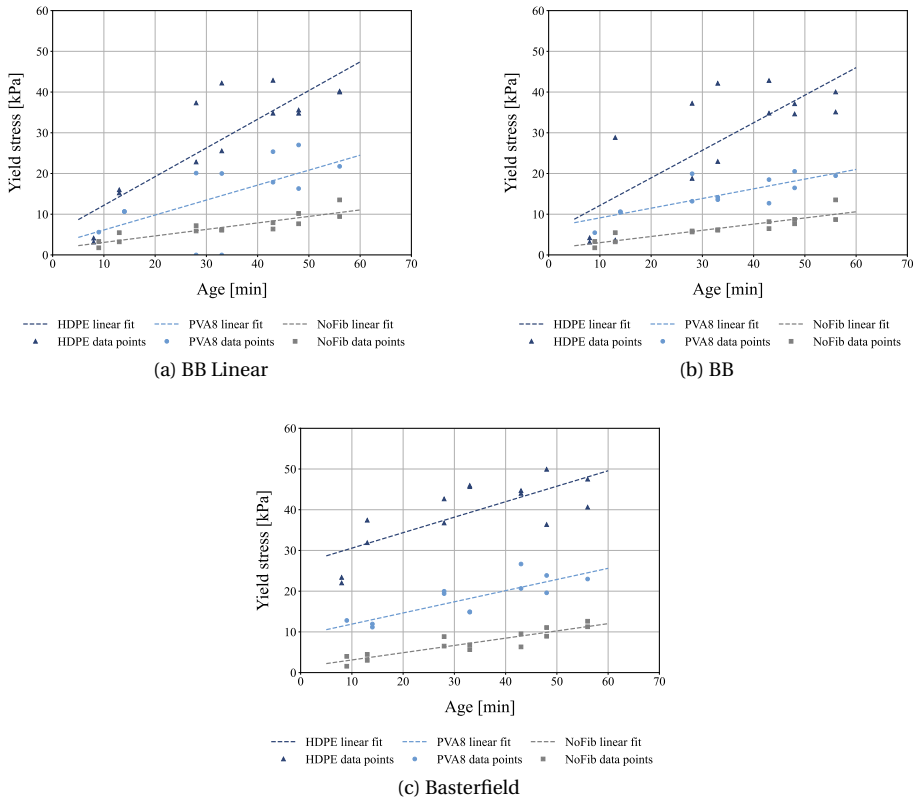 60
50
40
30
20
10
0
Yield stress [kPa]
0 10 20 30 40 50 60 70
Age [min]
HDPE linear fit PVA8 linear fit NoFib linear fit
HDPE data points PVA8 data points NoFib data points
(a) BB Linear
60
50
40
30
20
10
0
Yield stress [kPa]
0 10 20 30 40 50 60 70
Age [min]
HDPE linear fit PVA8 linear fit NoFib linear fit
HDPE data points PVA8 data points NoFib data points
(b) BB
60
50
40
30
20
10
0
Yield stress [kPa]
0 10 20 30 40 50 60 70
Age [min]
HDPE linear fit PVA8 linear fit NoFib linear fit
HDPE data points PVA8 data points NoFib data points
(c) Basterfield